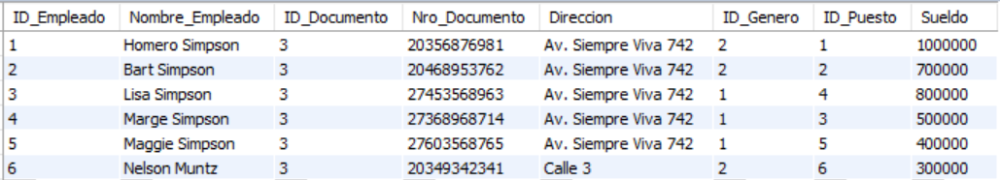 ID_Empleado Nombre_Empleado ID_Documento Nro_Documento Direccion ID_Genero ID_Puesto Sueldo
1 Homero Simpson 3 20356876981 Av. Siempre Viva 742 2 1 1000000
2 Bart Simpson 3 20468953762 Av. Siempre Viva 742 2 2 700000
3 Lisa Simpson 3 27453568963 Av. Siempre Viva 742 1 4 800000
4 Marge Simpson 3 27368968714 Av. Siempre Viva 742 1 3 500000
5 Maggie Simpson 3 27603568765 Av. Siempre Viva 742 1 5 400000
6 Nelson Muntz 3 20349342341 Calle 3 2 6 300000